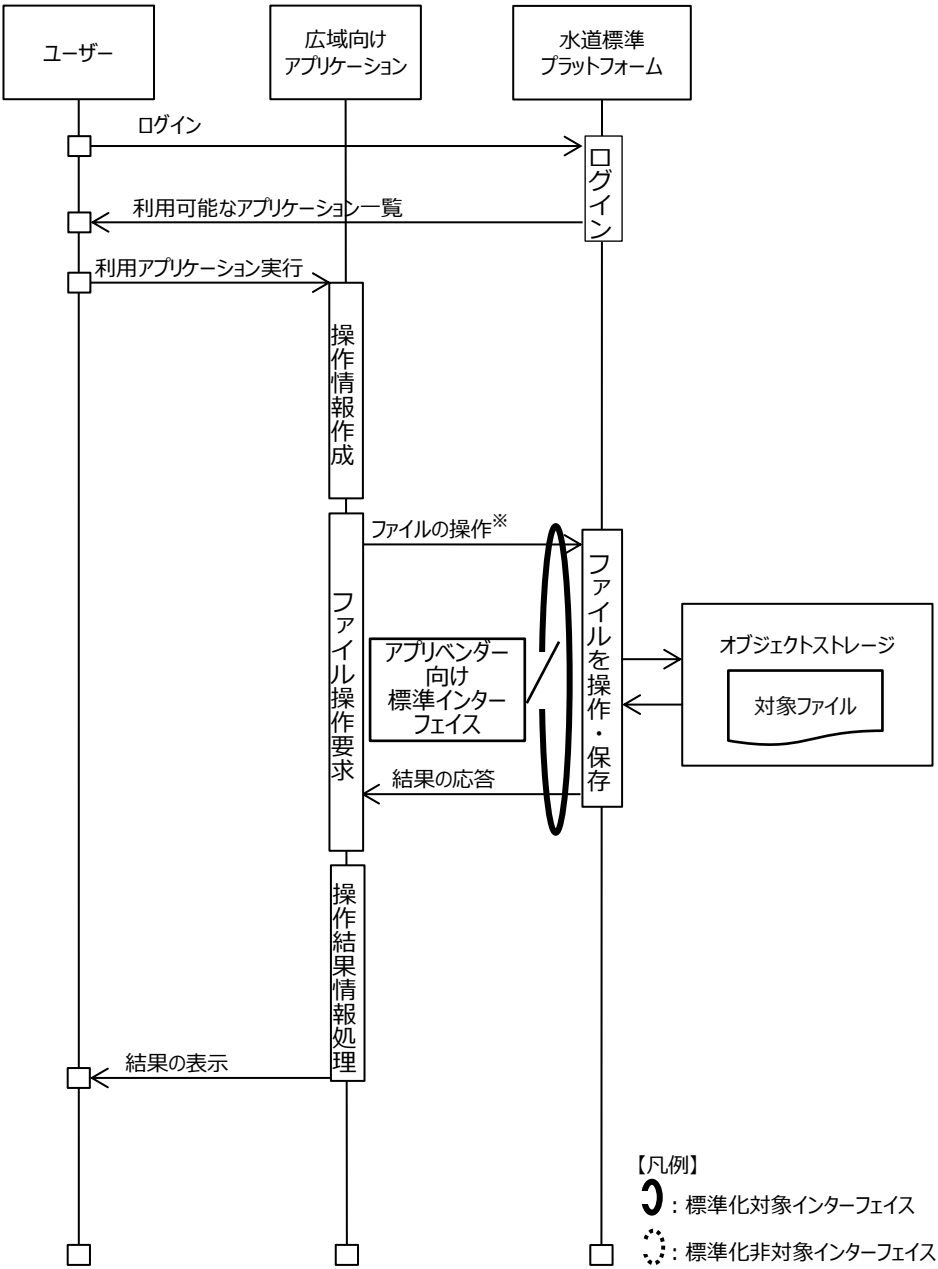 ユーザー
広域向け
アプリケーション
水道標準
プラットフォーム
ログイン
ログイン
利用可能なアプリケーション一覧
利用アプリケーション実行
操作情報作成
ファイルの操作※
ファイル操作要求
アプリベンダー
向け
標準インター
フェイス
ファイルを操作・保存
オブジェクトストレージ
対象ファイル
結果の応答
操作結果情報処理
結果の表示
【凡例】
：標準化対象インターフェイス
：標準化非対象インターフェイス